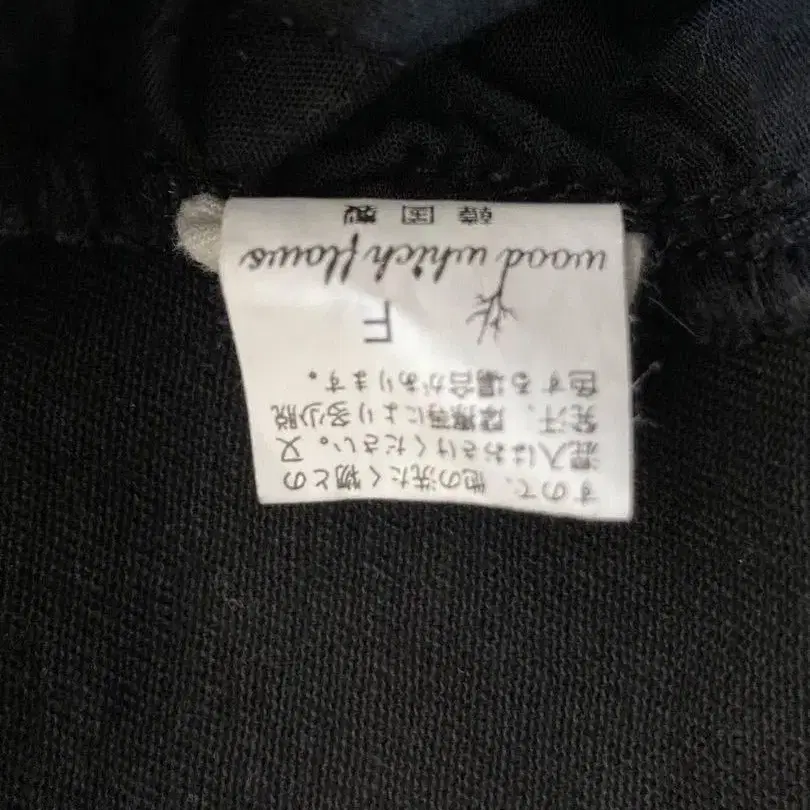 すので、他の洗たく物との
混入はおさけください。又
発汗、摩擦等により多少脱
色する場合があります。
F
wood which flows
韓国製